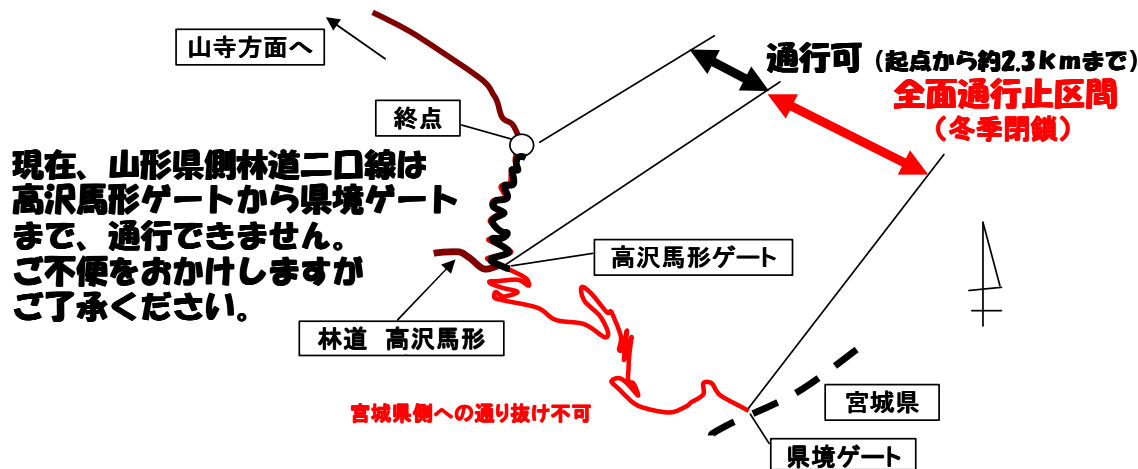 山寺方面へ
通行可（起点から約2.3kmまで）
全面通行止区間
（冬季閉鎖）
終点
現在、山形県側林道二口線は
高沢馬形ゲートから県境ゲート
まで、通行できません。
ご不便をおかけしますが
ご了承ください。
高沢馬形ゲート
林道 高沢馬形
宮城県側への通り抜け不可
宮城県
県境ゲート